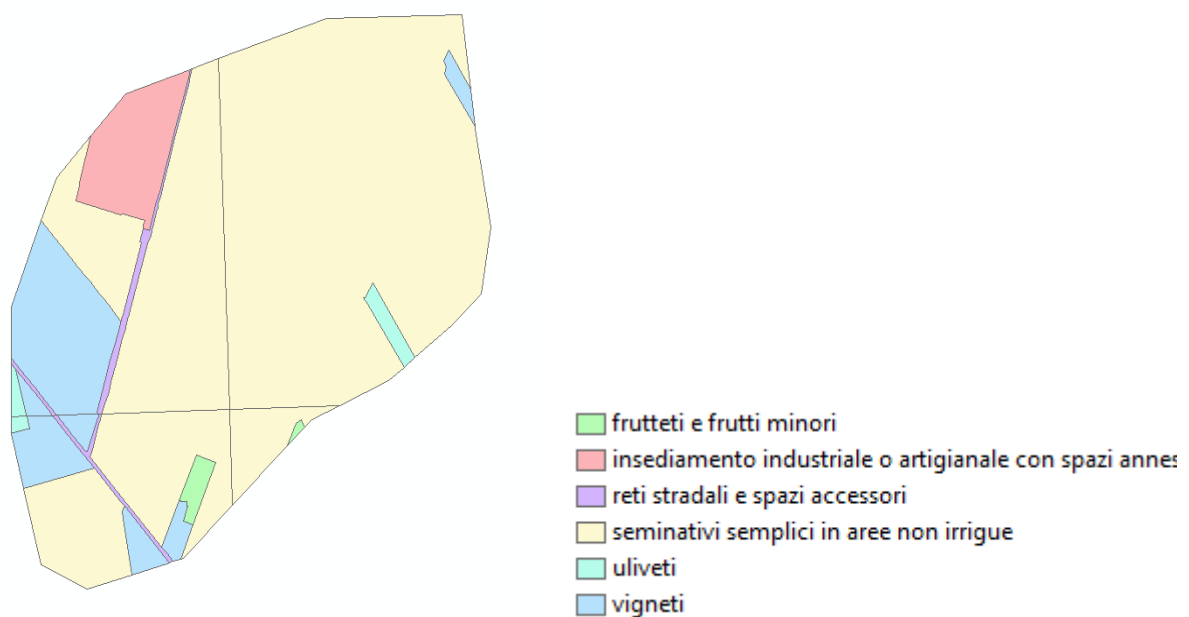 frutteti e frutti minori
insediamento industriale o artigianale con spazi annes
reti stradali e spazi accessori
seminativi semplici in aree non irrigue
uliveti
vigneti